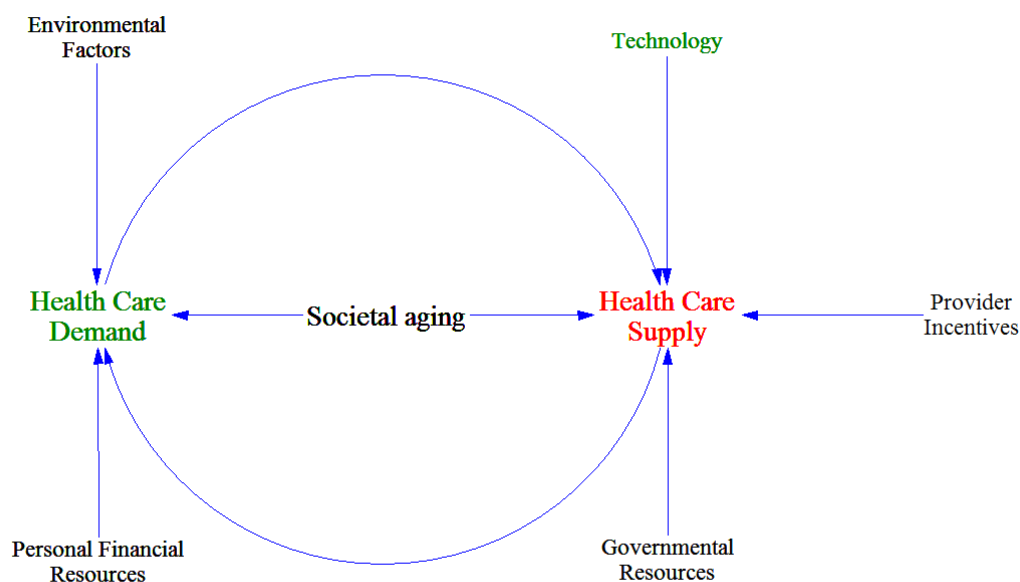 Environmental
Factors
Technology
Health Care
Demand
Societal aging
Health Care
Supply
Provider
Incentives
Personal Financial
Resources
Governmental
Resources